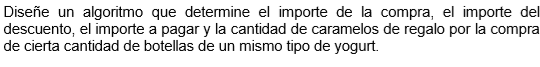 Diseñe un algoritmo que determine el importe de la compra, el importe del
descuento, el importe a pagar y la cantidad de caramelos de regalo por la compra
de cierta cantidad de botellas de un mismo tipo de yogurt.